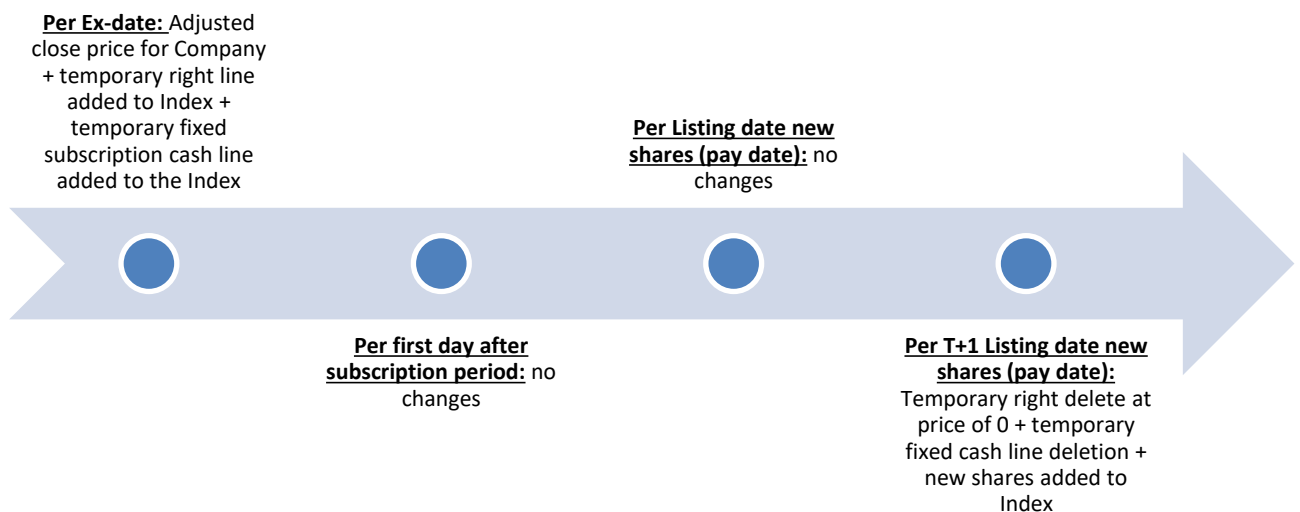 Per Ex-date: Adjusted
close price for Company
+ temporary right line
added to Index +
temporary fixed
subscription cash line
added to the Index
Per first day after
subscription period: no
changes
Per Listing date new
shares (pay date): no
changes
Per T+1 Listing date new
shares (pay date):
Temporary right delete at
price of 0 + temporary
fixed cash line deletion +
new shares added to
Index